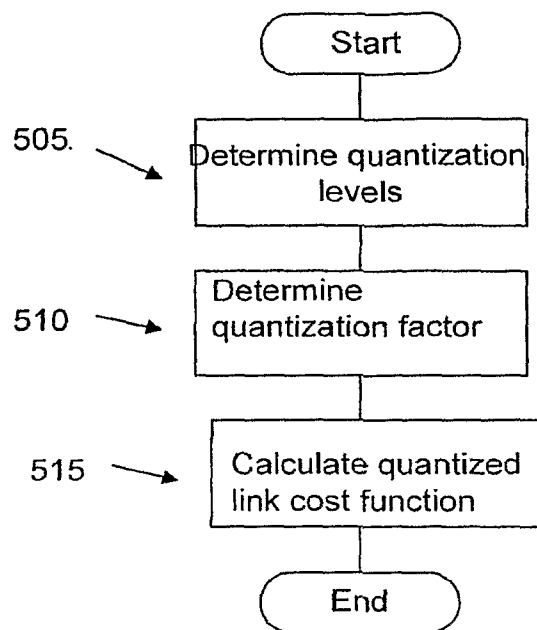 Start
505.
Determine quantization
levels
510
Determine
quantization factor
515
Calculate quantized
link cost function
End